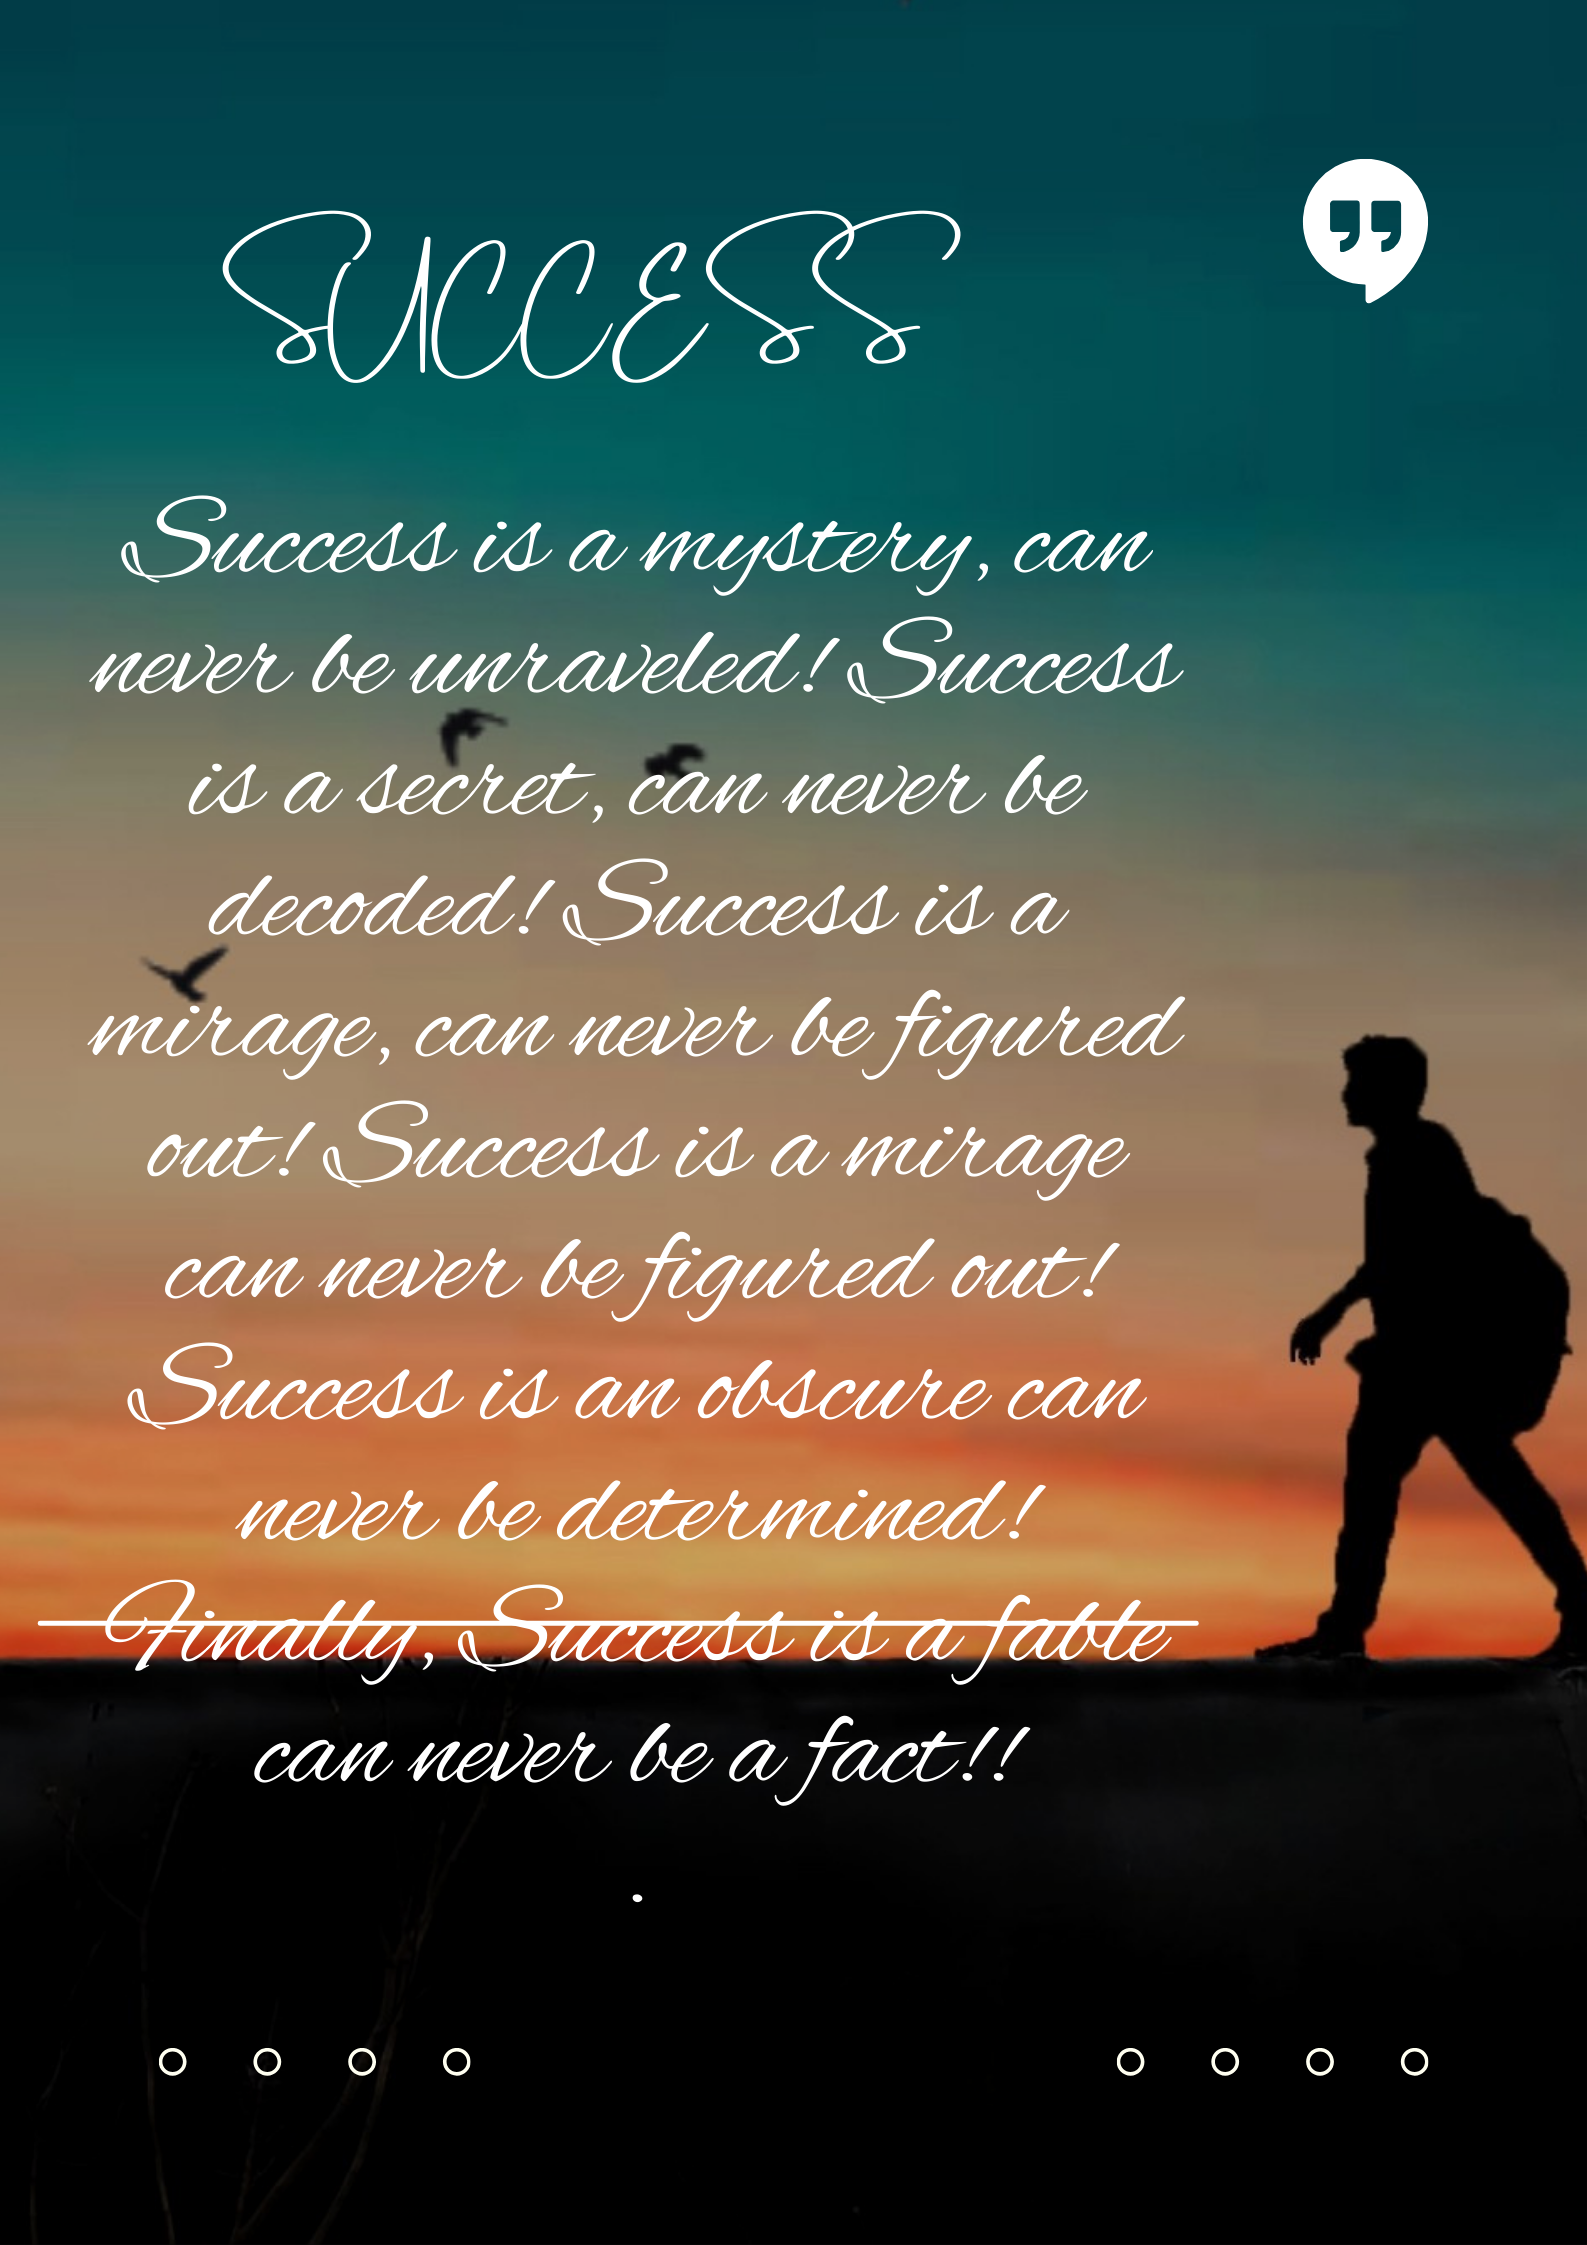 SUCCESS
Success is a mystery, can
never be unraveled! Success
is a secret, can never be
decoded! Success is a
mirage, can never be figured
out! Success is a mirage
can never be figured out!
Success is an obscure can
never be determined!
Finally, Success is a fable
can never be a fact!!
.